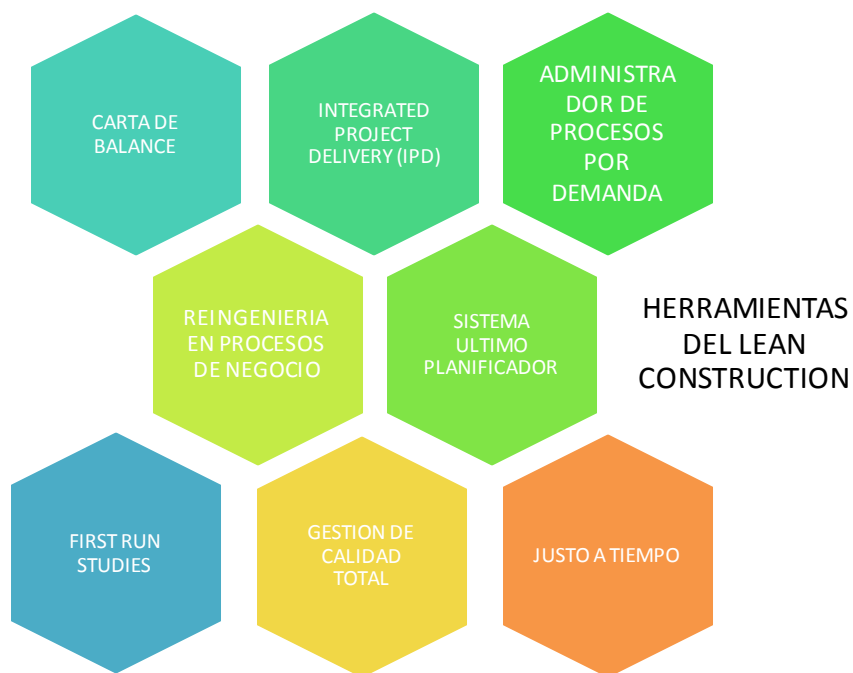 CARTA DE
BALANCE
INTEGRATED
PROJECT
DELIVERY (IPD)
ADMINISTRA
DOR DE
PROCESOS
POR
DEMANDA
REINGENIERIA
EN PROCESOS
DE NEGOCIO
SISTEMA
ULTIMO
PLANIFICADOR
HERRAMIENTAS
DEL LEAN
CONSTRUCTION
FIRST RUN
STUDIES
GESTION DE
CALIDAD
TOTAL
JUSTO A TIEMPO